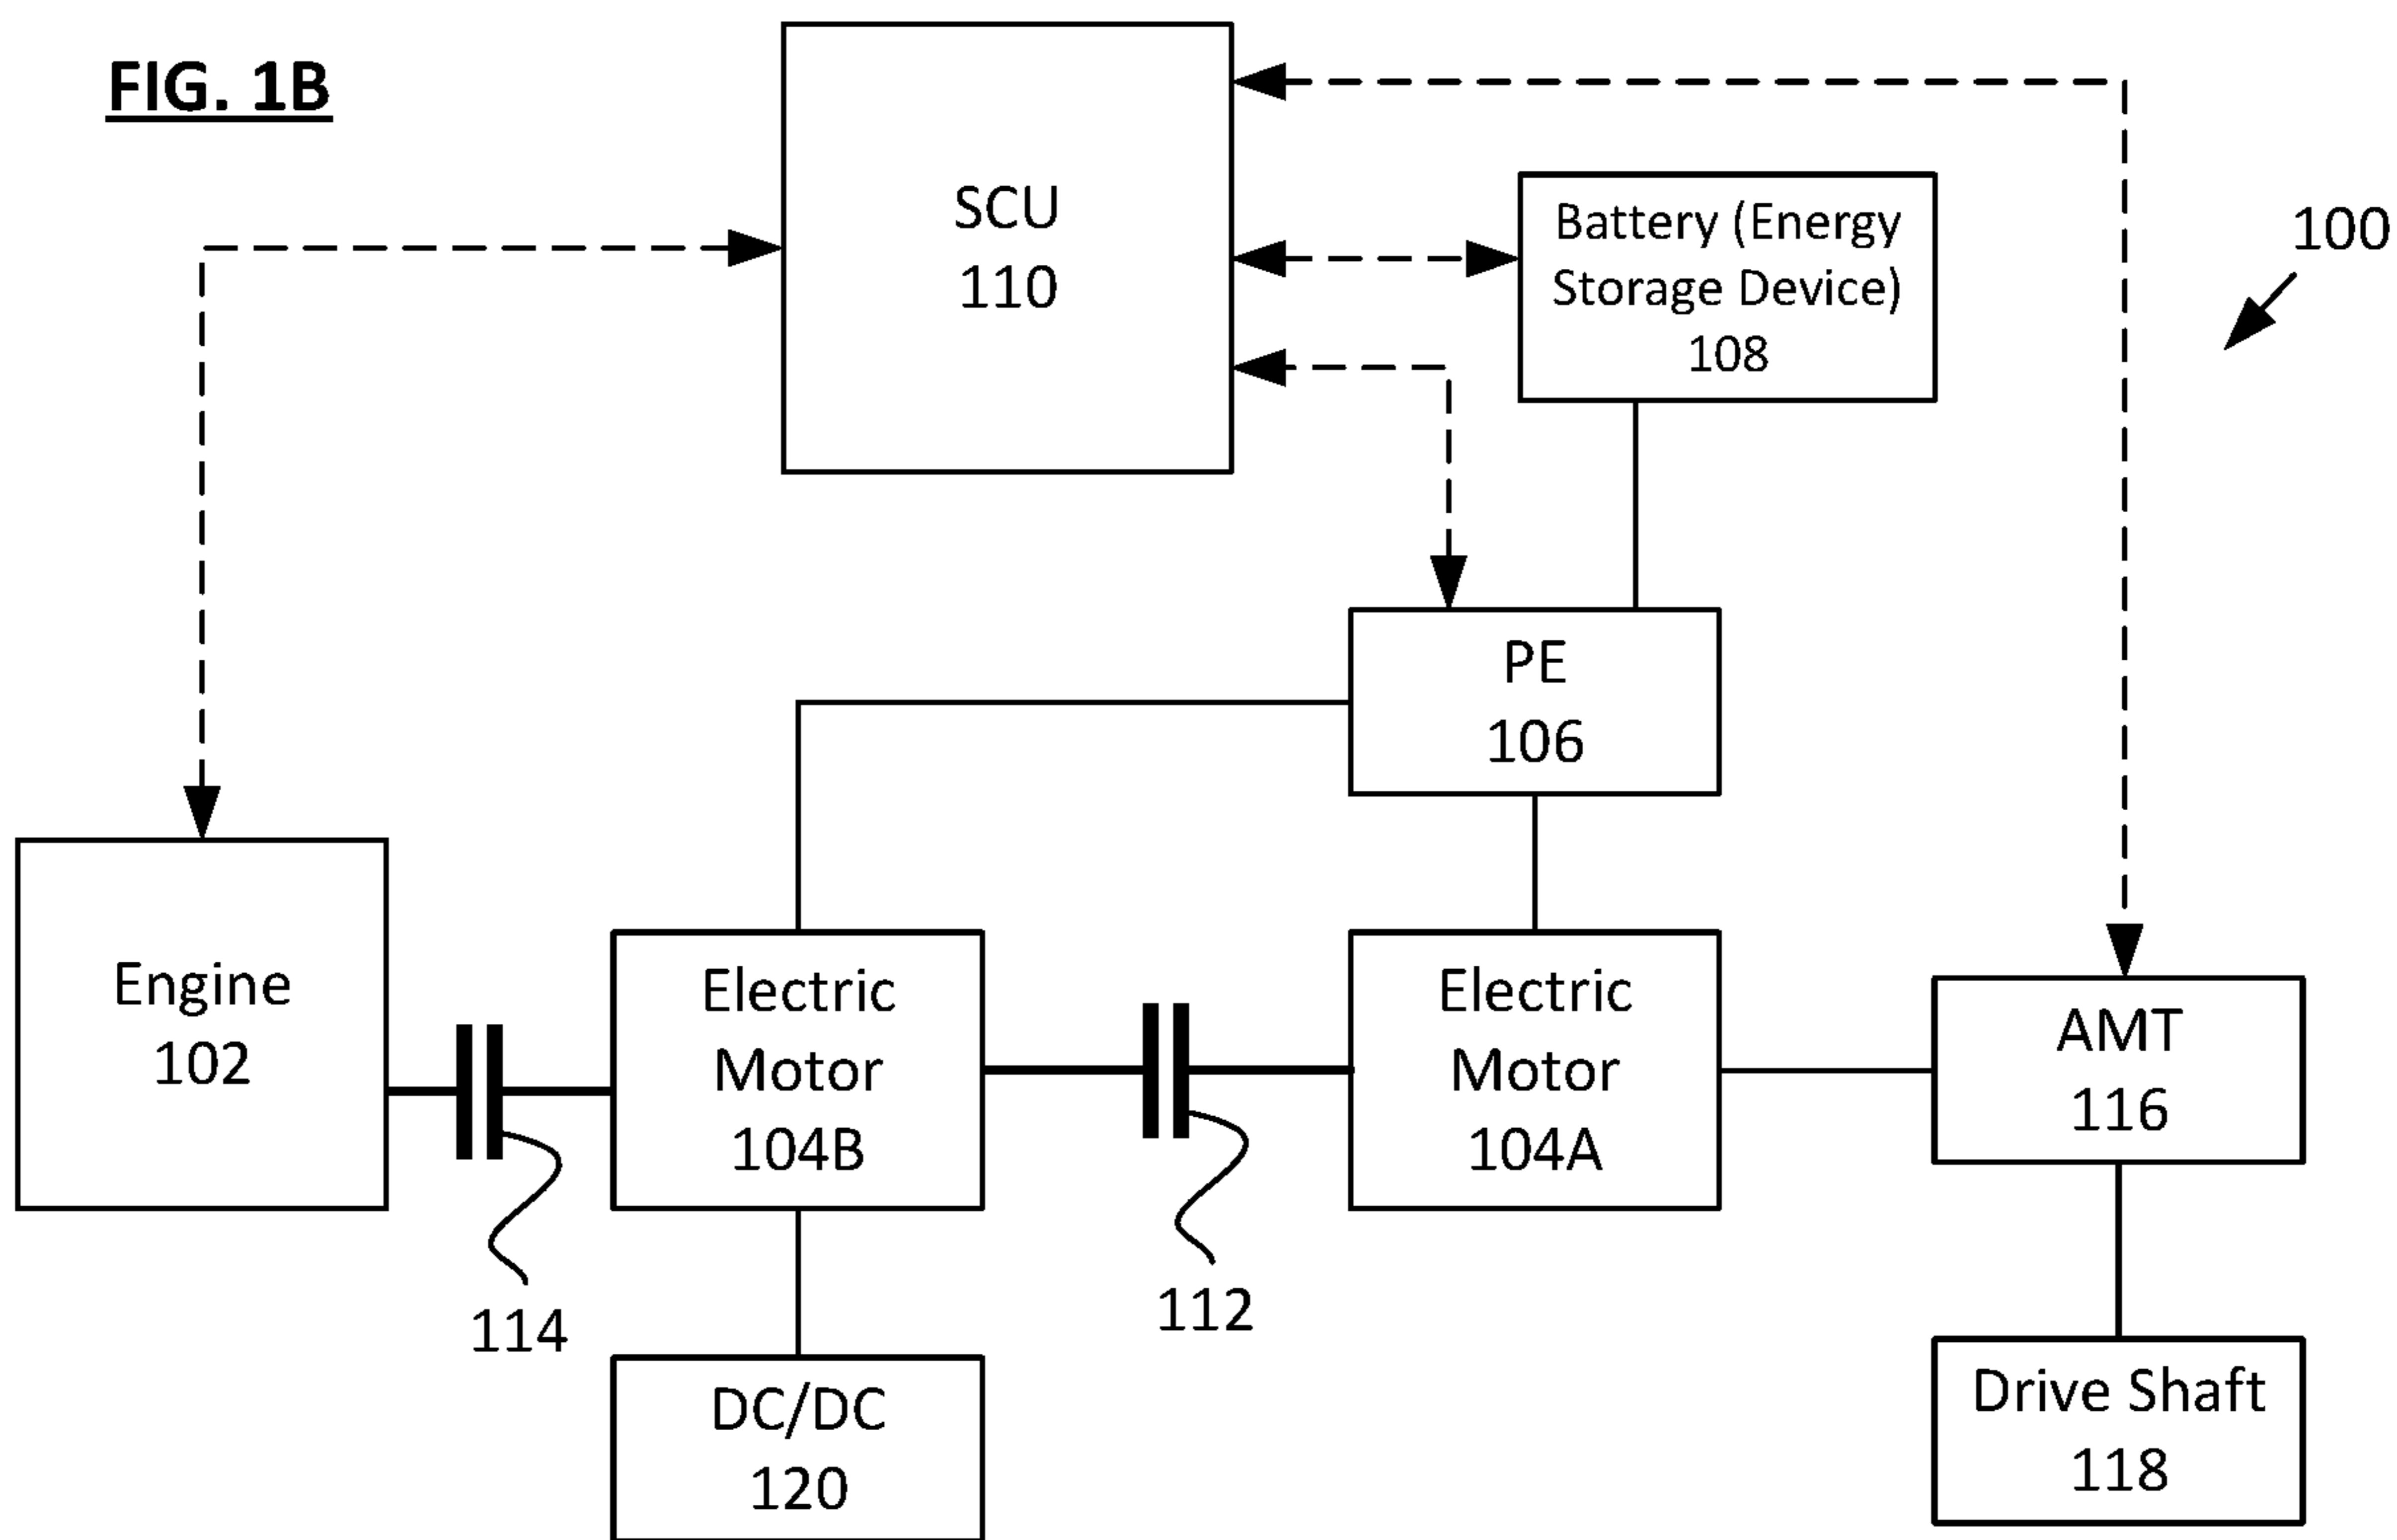 FIG. 1B
SCU
110
Battery (Energy
Storage Device)
108
100
PE
106
Engine
102
Electric
Motor
104B
Electric
Motor
104A
AMT
116
114
112
DC/DC
120
Drive Shaft
118